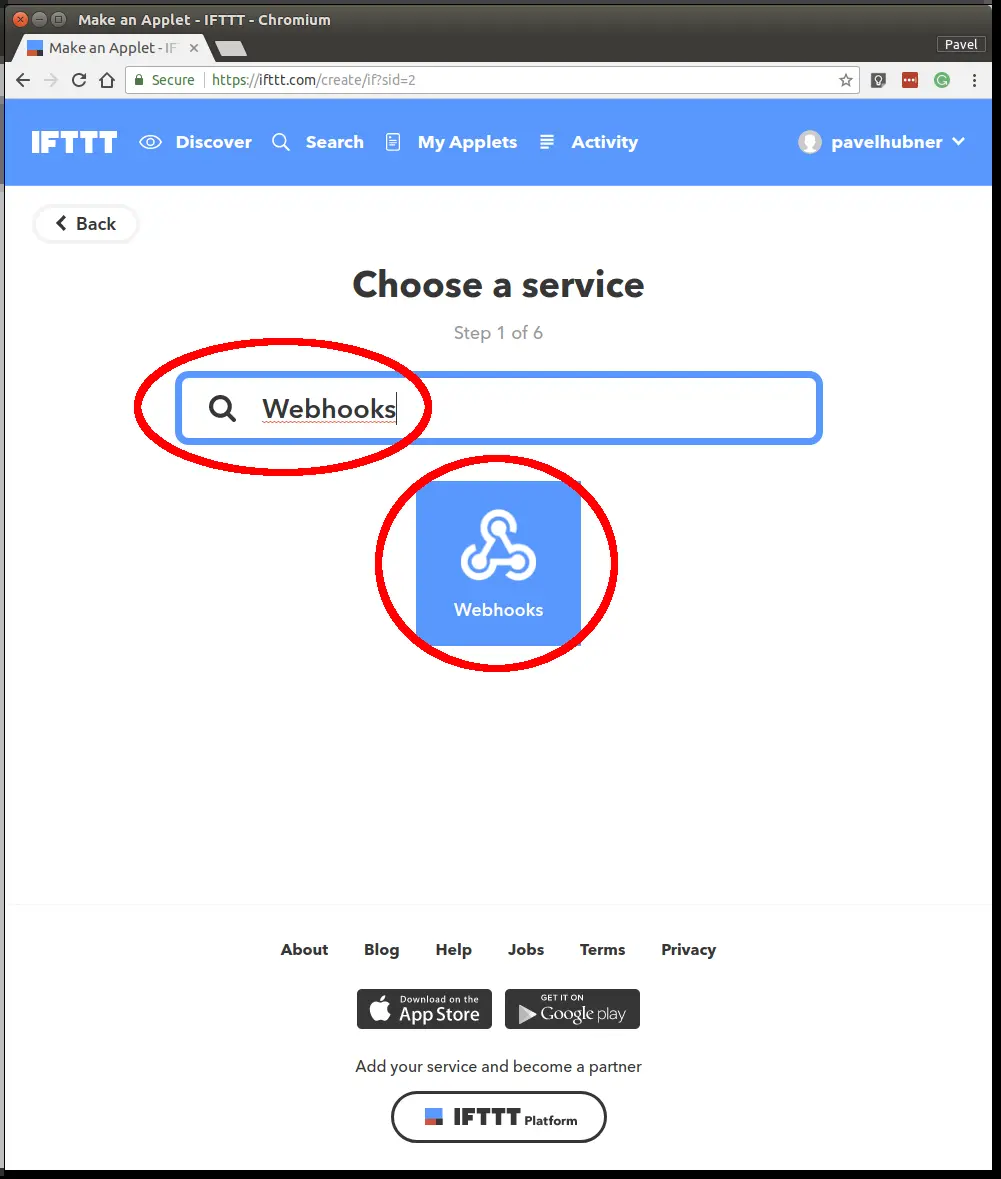 Make an Applet - IFTTT - Chromium
Make an Applet - IF
Pavel
Secure https://ifttt.com/create/if?sid=2
IFTTT Discover Search My Applets Activity pavelhubner
Back
Choose a service
Step 1 of 6
Webhooks
Webhooks
About Blog Help Jobs Terms Privacy
Download on the
App Store
GET IT ON
Google play
Add your service and become a partner
IFTTT Platform